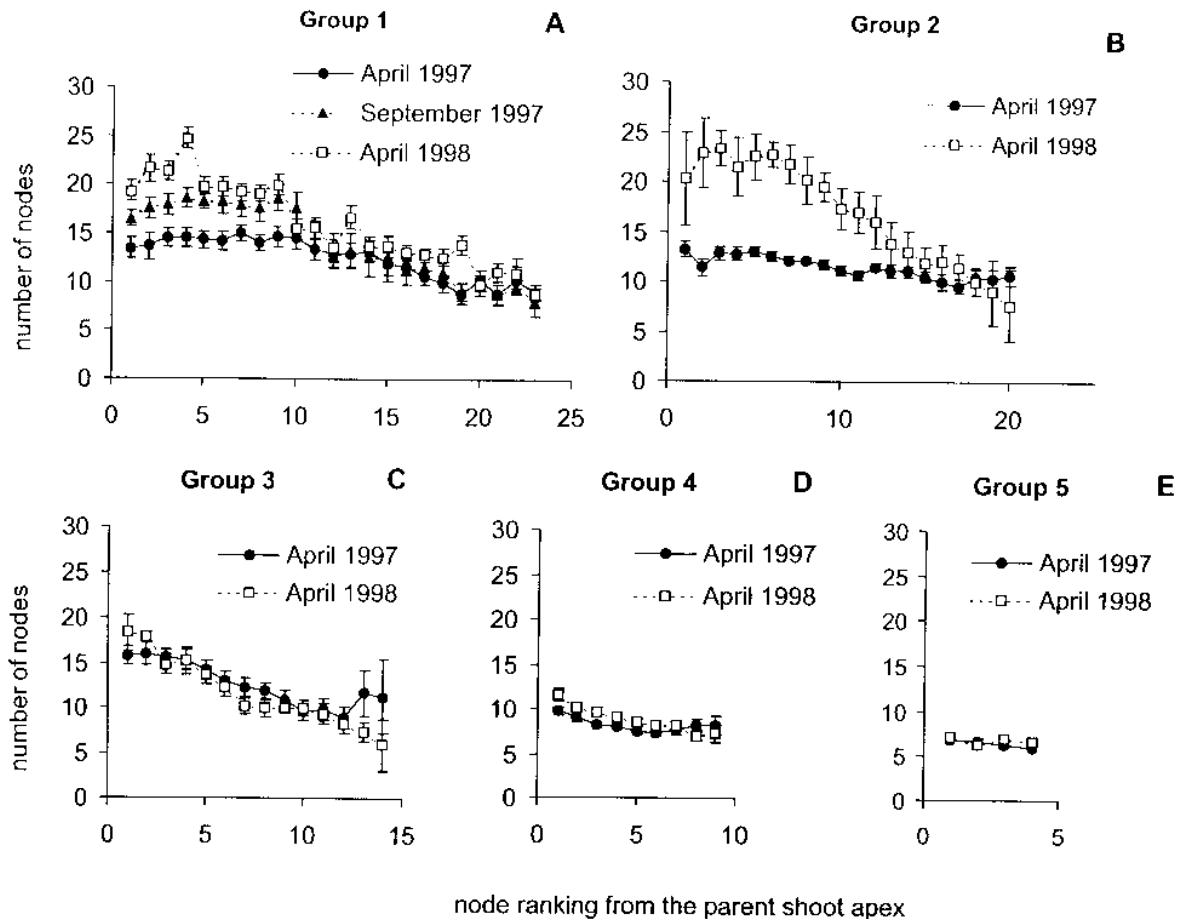 Group 1
A
April 1997
September 1997
April 1998
30
25
20
15
10
5
0
0 5 10 15 20 25
number of nodes
Group 2
B
April 1997
April 1998
30
25
20
15
10
5
0
0 10 20
Group 3
C
April 1997
April 1998
30
25
20
15
10
5
0
0 5 10 15
number of nodes
Group 4
D
April 1997
April 1998
30
25
20
15
10
5
0
0 5 10
Group 5
E
April 1997
April 1998
30
25
20
15
10
5
0
0 5
node ranking from the parent shoot apex